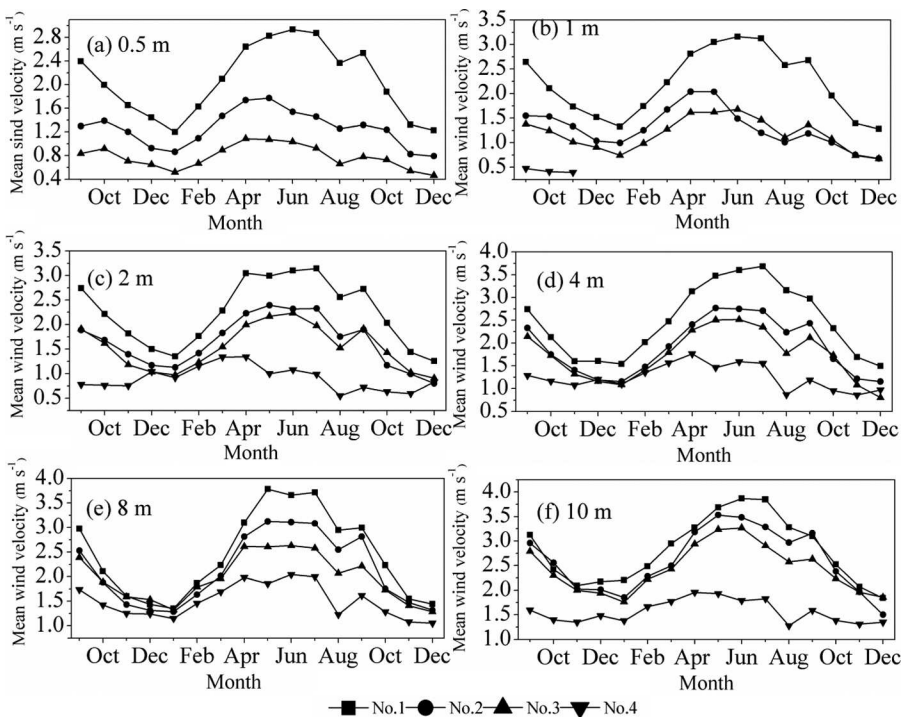 Mean sind velocity (m s⁻¹)
(a) 0.5 m
2.8
2.4
2.0
1.6
1.2
0.8
0.4
Oct Dec Feb Apr Jun Aug Oct Dec
Month
Mean wind velocity (m s⁻¹)
(b) 1 m
3.5
3.0
2.5
2.0
1.5
1.0
0.5
Oct Dec Feb Apr Jun Aug Oct Dec
Month
Mean wind velocity (m s⁻¹)
(c) 2 m
3.5
3.0
2.5
2.0
1.5
1.0
0.5
Oct Dec Feb Apr Jun Aug Oct Dec
Month
Mean wind velocity (m s⁻¹)
(d) 4 m
4.0
3.5
3.0
2.5
2.0
1.5
1.0
0.5
Oct Dec Feb Apr Jun Aug Oct Dec
Month
Mean wind velocity (m s⁻¹)
(e) 8 m
4.0
3.5
3.0
2.5
2.0
1.5
1.0
Oct Dec Feb Apr Jun Aug Oct Dec
Mean wind velocity (m s⁻¹)
(f) 10 m
4.0
3.5
3.0
2.5
2.0
1.5
1.0
Oct Dec Feb Apr Jun Aug Oct Dec
No.1 No.2 No.3 No.4